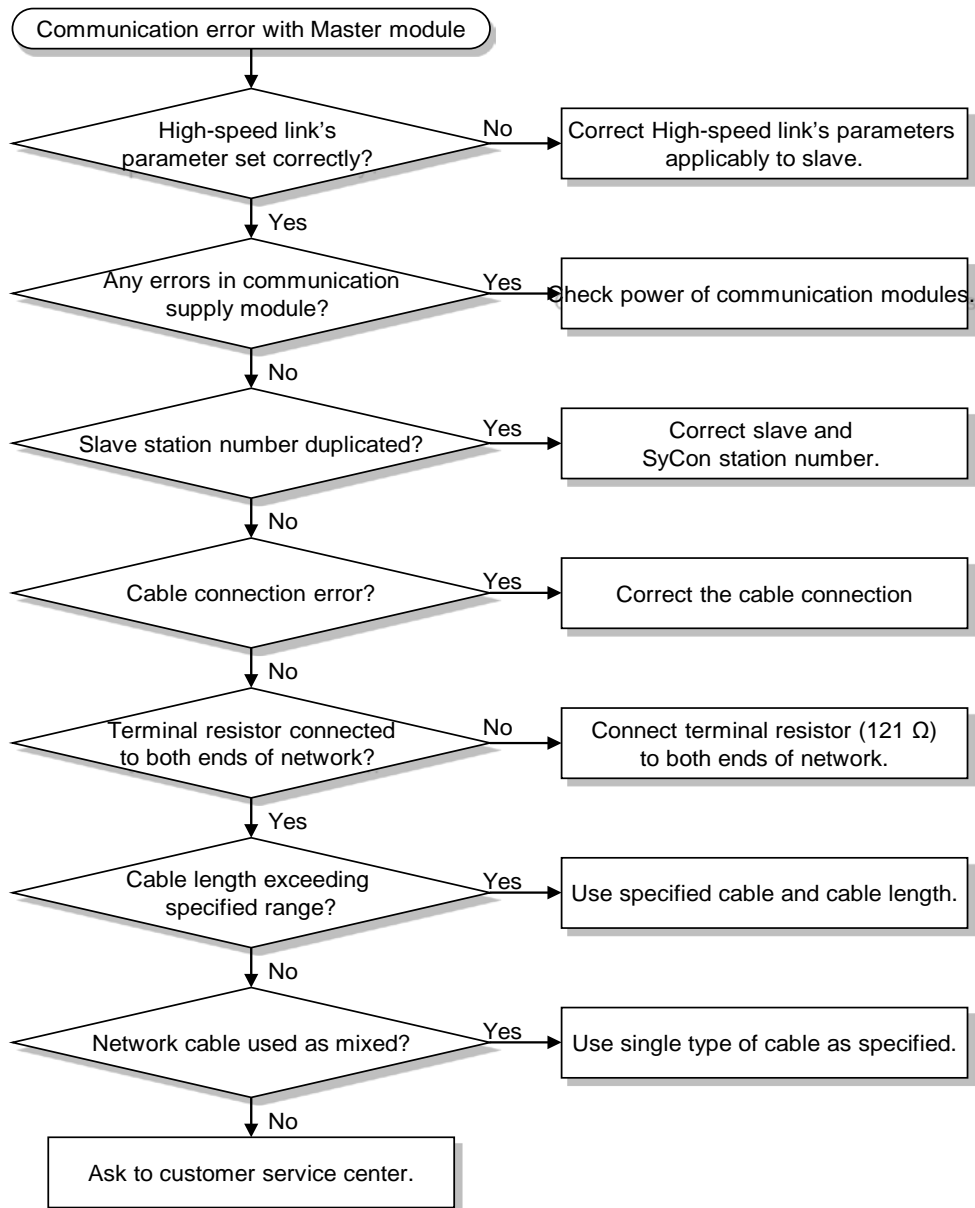 Communication error with Master module
High-speed link's
parameter set correctly?
No
Correct High-speed link's parameters
applicably to slave.
Yes
Any errors in communication
supply module?
Yes
Check power of communication modules.
No
Slave station number duplicated?
Yes
Correct slave and
SyCon station number.
No
Cable connection error?
Yes
Correct the cable connection
No
Terminal resistor connected
to both ends of network?
No
Connect terminal resistor (121 Ω)
to both ends of network.
Yes
Cable length exceeding
specified range?
Yes
Use specified cable and cable length.
No
Network cable used as mixed?
Yes
Use single type of cable as specified.
No
Ask to customer service center.